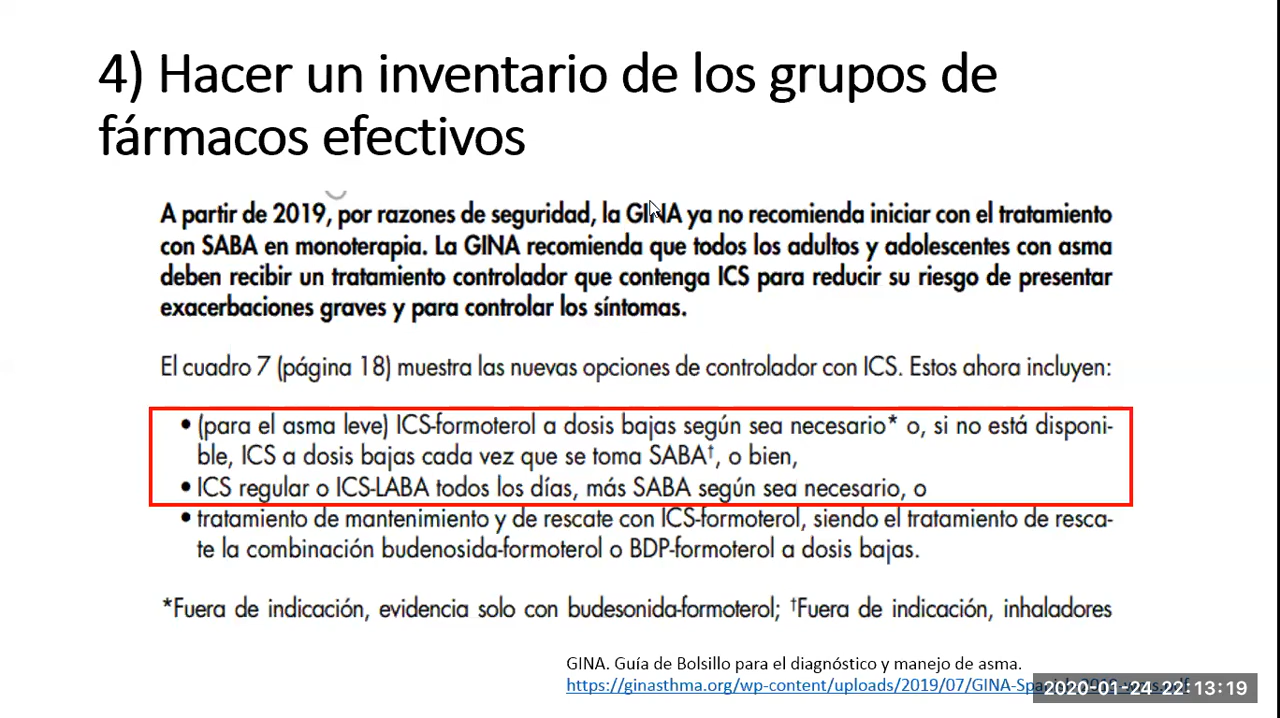 4) Hacer un inventario de los grupos de
fármacos efectivos
A partir de 2019, por razones de seguridad, la GINA ya no recomienda iniciar con el tratamiento
con SABA en monoterapia. La GINA recomienda que todos los adultos y adolescentes con asma
deben recibir un tratamiento controlador que contenga ICS para reducir su riesgo de presentar
exacerbaciones graves y para controlar los síntomas.
El cuadro 7 (página 18) muestra las nuevas opciones de controlador con ICS. Estos ahora incluyen:
• (para el asma leve) ICS-formoterol a dosis bajas según sea necesario* o, si no está disponi-
ble, ICS a dosis bajas cada vez que se toma SABA†, o bien,
• ICS regular o ICS-LABA todos los días, más SABA según sea necesario, o
• tratamiento de mantenimiento y de rescate con ICS-formoterol, siendo el tratamiento de resca-
te la combinación budenosida-formoterol o BDP-formoterol a dosis bajas.
*Fuera de indicación, evidencia solo con budesonida-formoterol; †Fuera de indicación, inhaladores
GINA. Guía de Bolsillo para el diagnóstico y manejo de asma.
https://ginasthma.org/wp-content/uploads/2019/07/GINA-Sp
2020-01-24 22:13:19